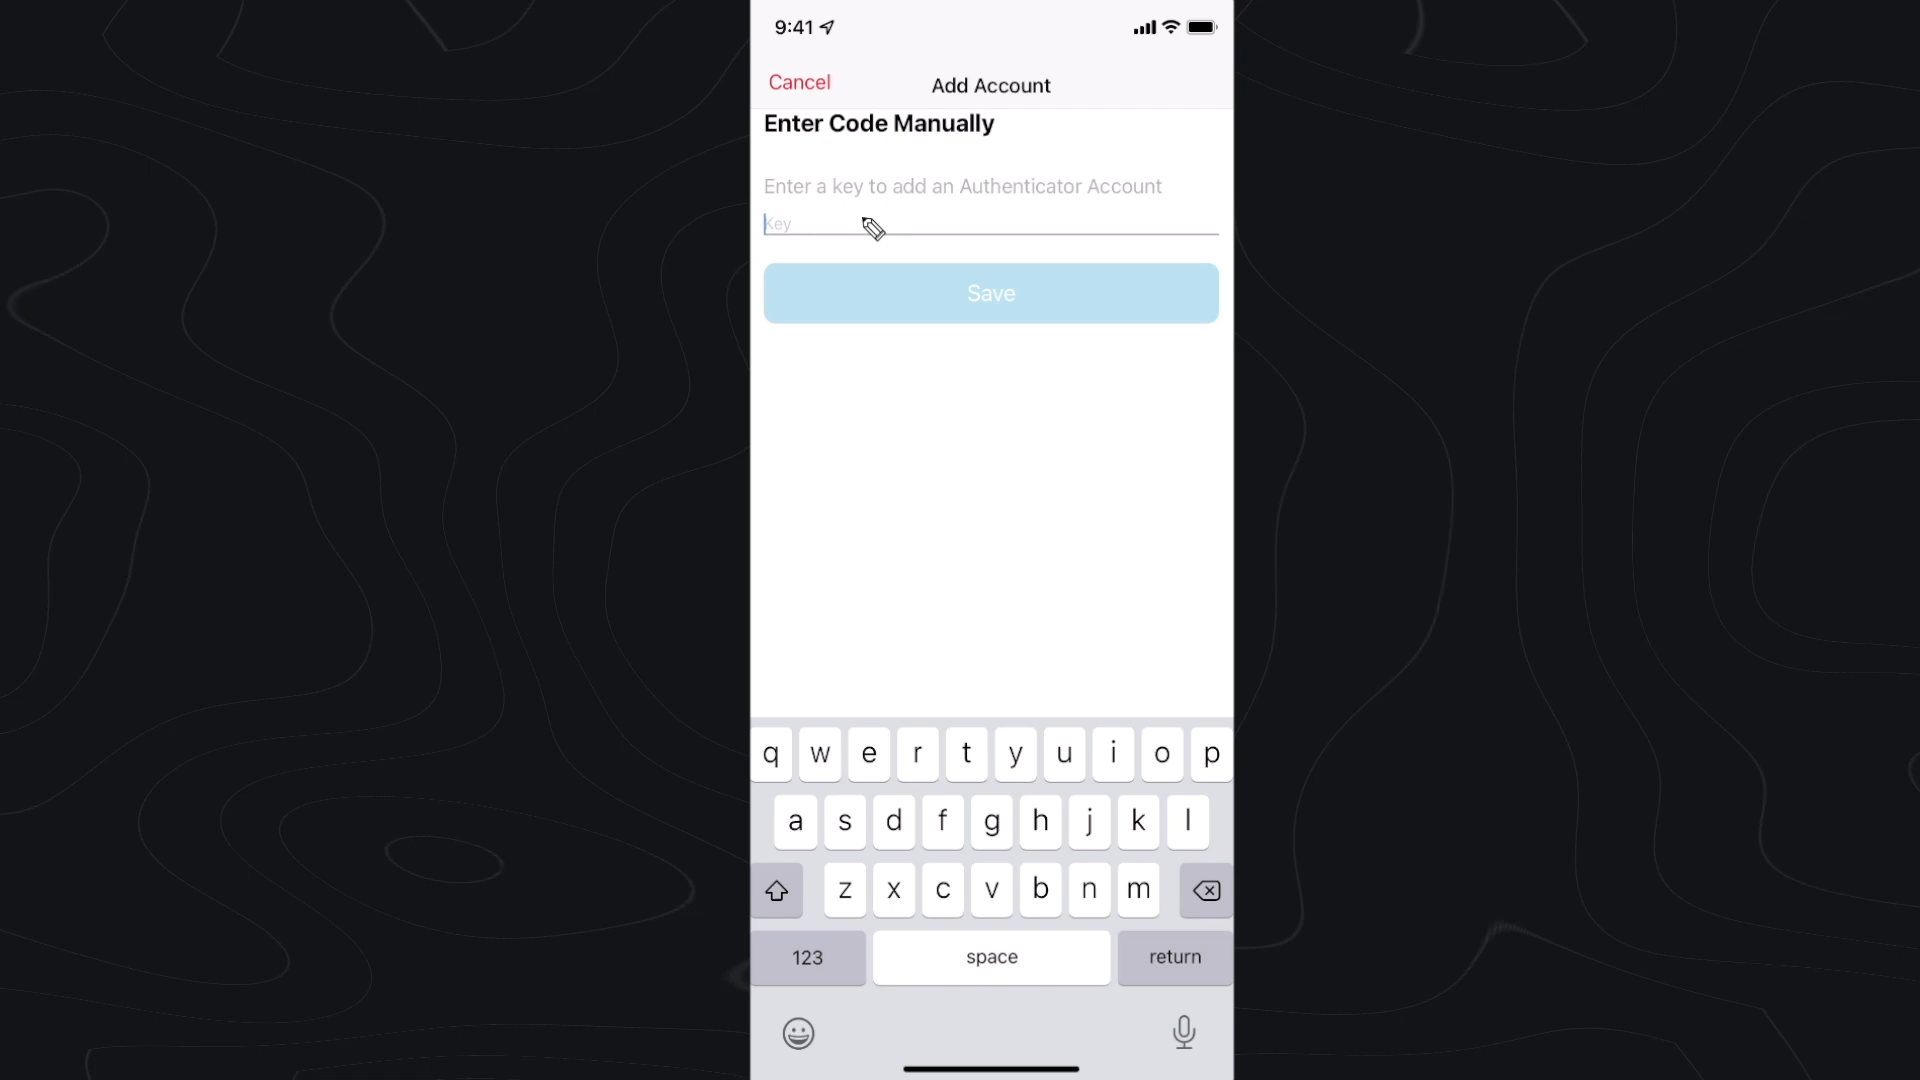 9:41
Cancel
Add Account
Enter Code Manually
Enter a key to add an Authenticator Account
Key
Save
q w e r t y u i o p
a s d f g h j k l
z x c v b n m
123 space return